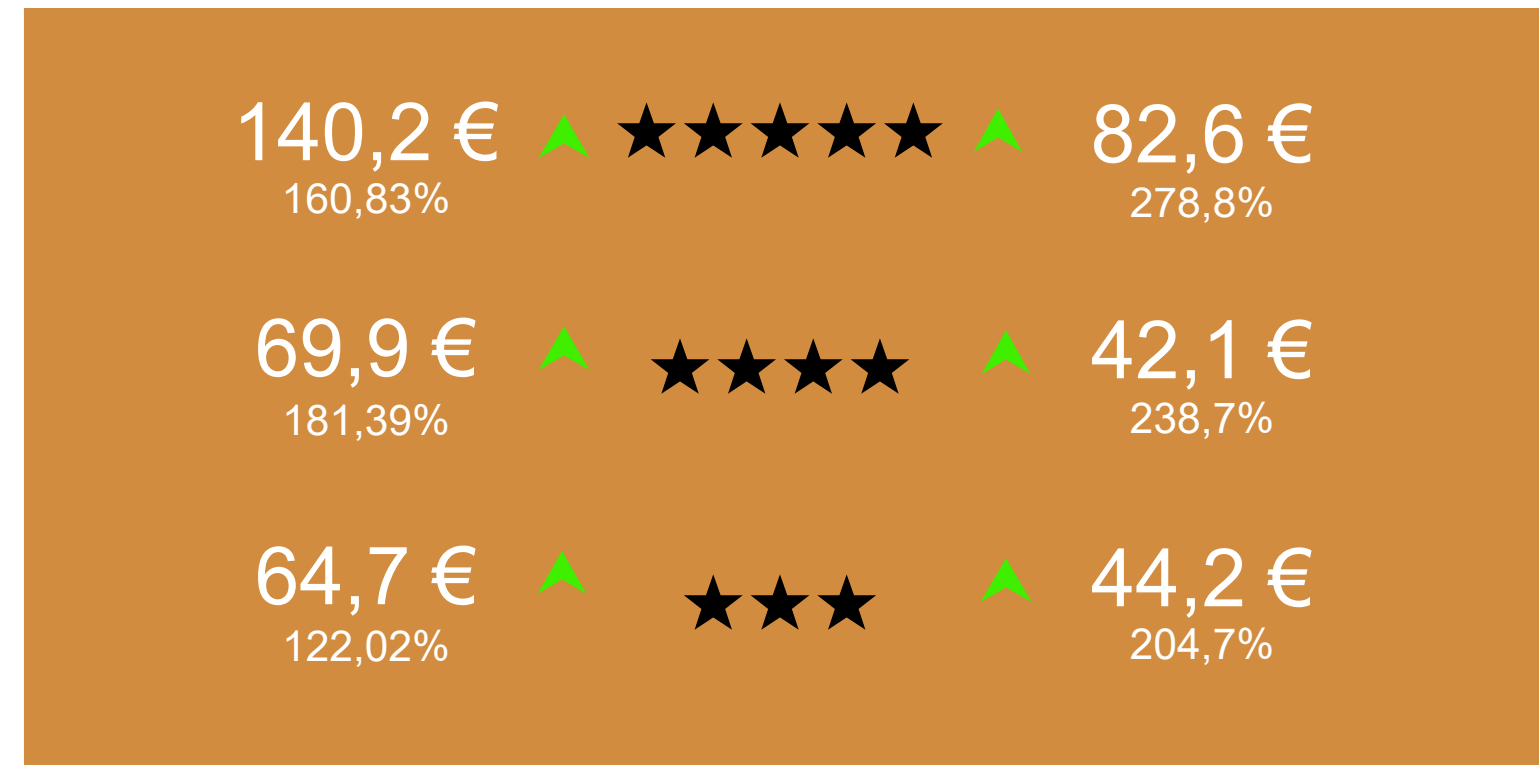 140,2 € 82,6 €
160,83% 278,8%
69,9 € 42,1 €
181,39% 238,7%
64,7 € 44,2 €
122,02% 204,7%